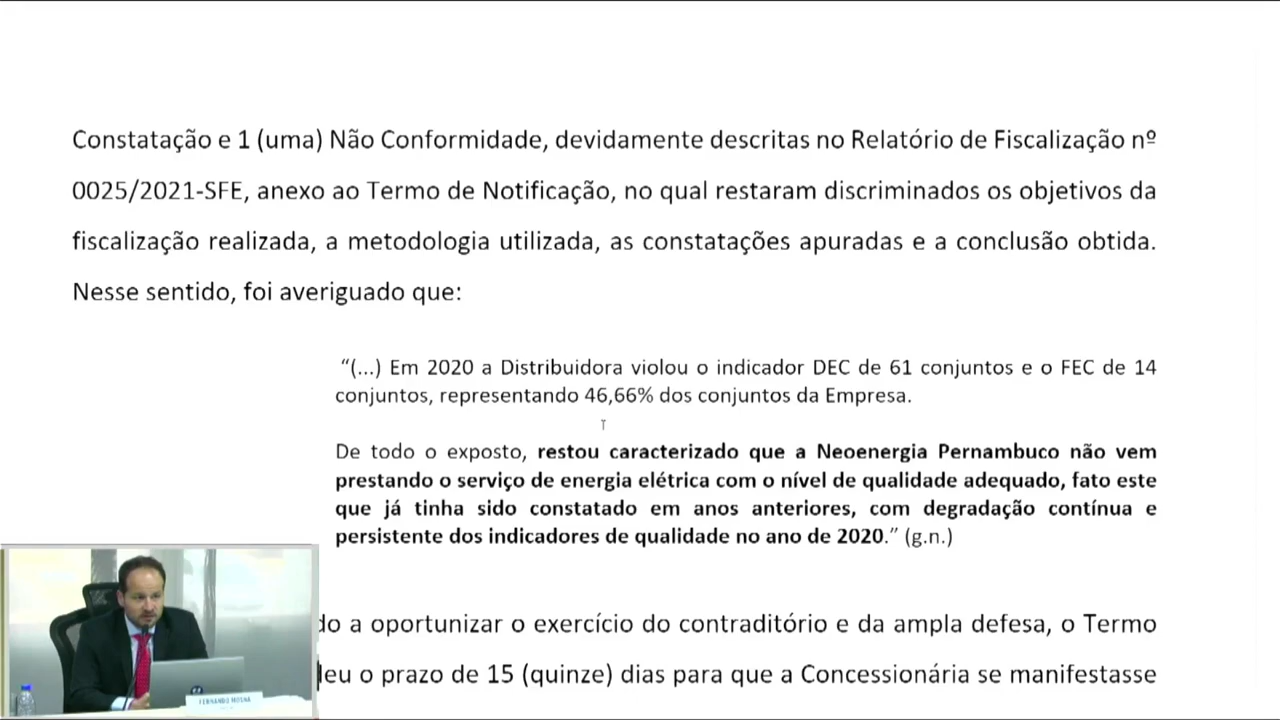 Constatação e 1 (uma) Não Conformidade, devidamente descritas no Relatório de Fiscalização nº
0025/2021-SFE, anexo ao Termo de Notificação, no qual restaram discriminados os objetivos da
fiscalização realizada, a metodologia utilizada, as constatações apuradas e a conclusão obtida.
Nesse sentido, foi averiguado que:
“(...) Em 2020 a Distribuidora violou o indicador DEC de 61 conjuntos e o FEC de 14
conjuntos, representando 46,66% dos conjuntos da Empresa.
De todo o exposto, restou caracterizado que a Neoenergia Pernambuco não vem
prestando o serviço de energia elétrica com o nível de qualidade adequado, fato este
que já tinha sido constatado em anos anteriores, com degradação contínua e
persistente dos indicadores de qualidade no ano de 2020.” (g.n.)
do a oportunizar o exercício do contraditório e da ampla defesa, o Termo
eu o prazo de 15 (quinze) dias para que a Concessionária se manifestasse
FERNANDO MOSNA